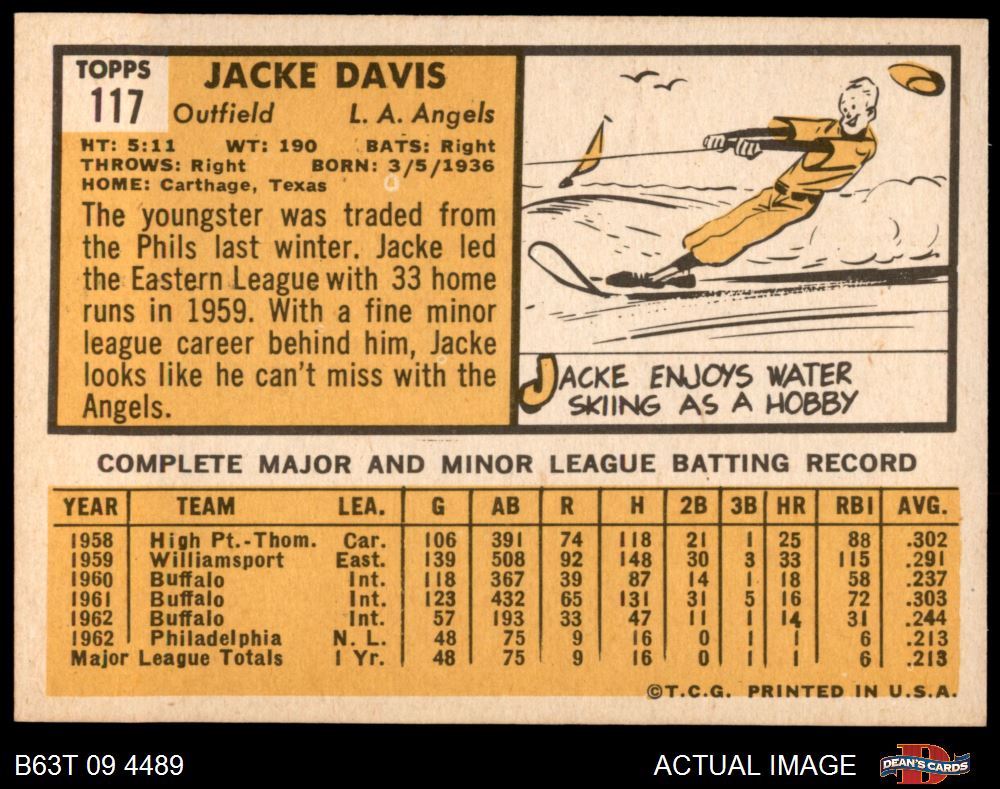 TOPPS
117
JACKE DAVIS
Outfield L. A. Angels
HT: 5:11 WT: 190 BATS: Right
THROWS: Right BORN: 3/5/1936
HOME: Carthage, Texas
The youngster was traded from
the Phils last winter. Jacke led
the Eastern League with 33 home
runs in 1959. With a fine minor
league career behind him, Jacke
looks like he can't miss with the
Angels.
JACKE ENJOYS WATER
SKIING AS A HOBBY
COMPLETE MAJOR AND MINOR LEAGUE BATTING RECORD
YEAR TEAM LEA. G AB R H 2B 3B HR RBI AVG.
1958 High Pt.-Thom. Car. 106 391 74 118 21 1 25 88 .302
1959 Williamsport East. 139 508 92 148 30 3 33 115 .291
1960 Buffalo Int. 118 367 39 87 14 1 18 58 .237
1961 Buffalo Int. 123 432 65 131 31 5 16 72 .303
1962 Buffalo Int. 57 193 33 47 11 1 14 31 .244
1962 Philadelphia N. L. 48 75 9 16 0 1 1 6 .213
Major League Totals 1 Yr. 48 75 9 16 0 1 1 6 .213
©T.C.G. PRINTED IN U.S.A.
B63T 09 4489 ACTUAL IMAGE DEAN'S CARDS